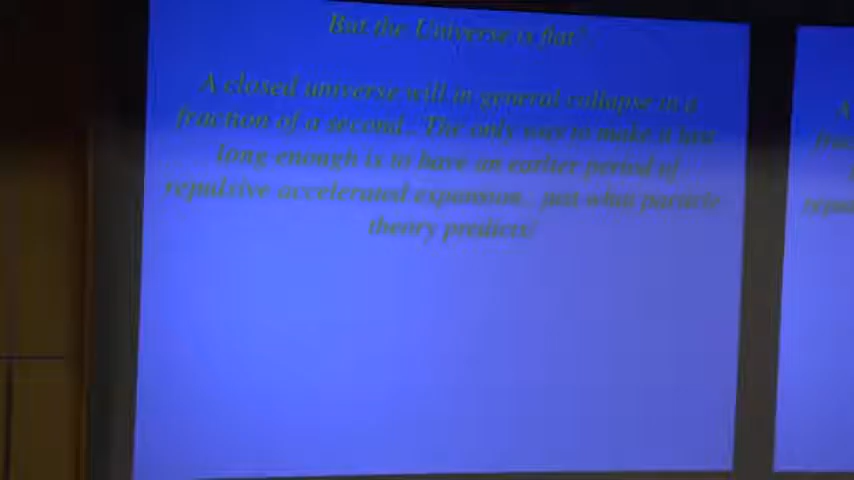 But the Universe is flat?.
A closed universe will in general collapse in a
fraction of a second.. The only way to make it last
long enough is to have an earlier period of
repulsive accelerated expansion.. just what particle
theory predicts!
A
frac
repul